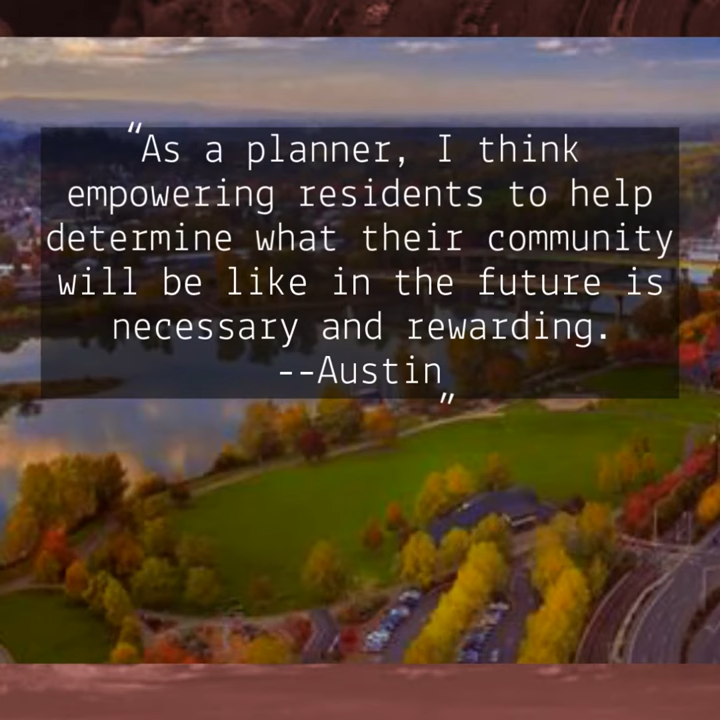 “As a planner, I think
empowering residents to help
determine what their community
will be like in the future is
necessary and rewarding.
--Austin”